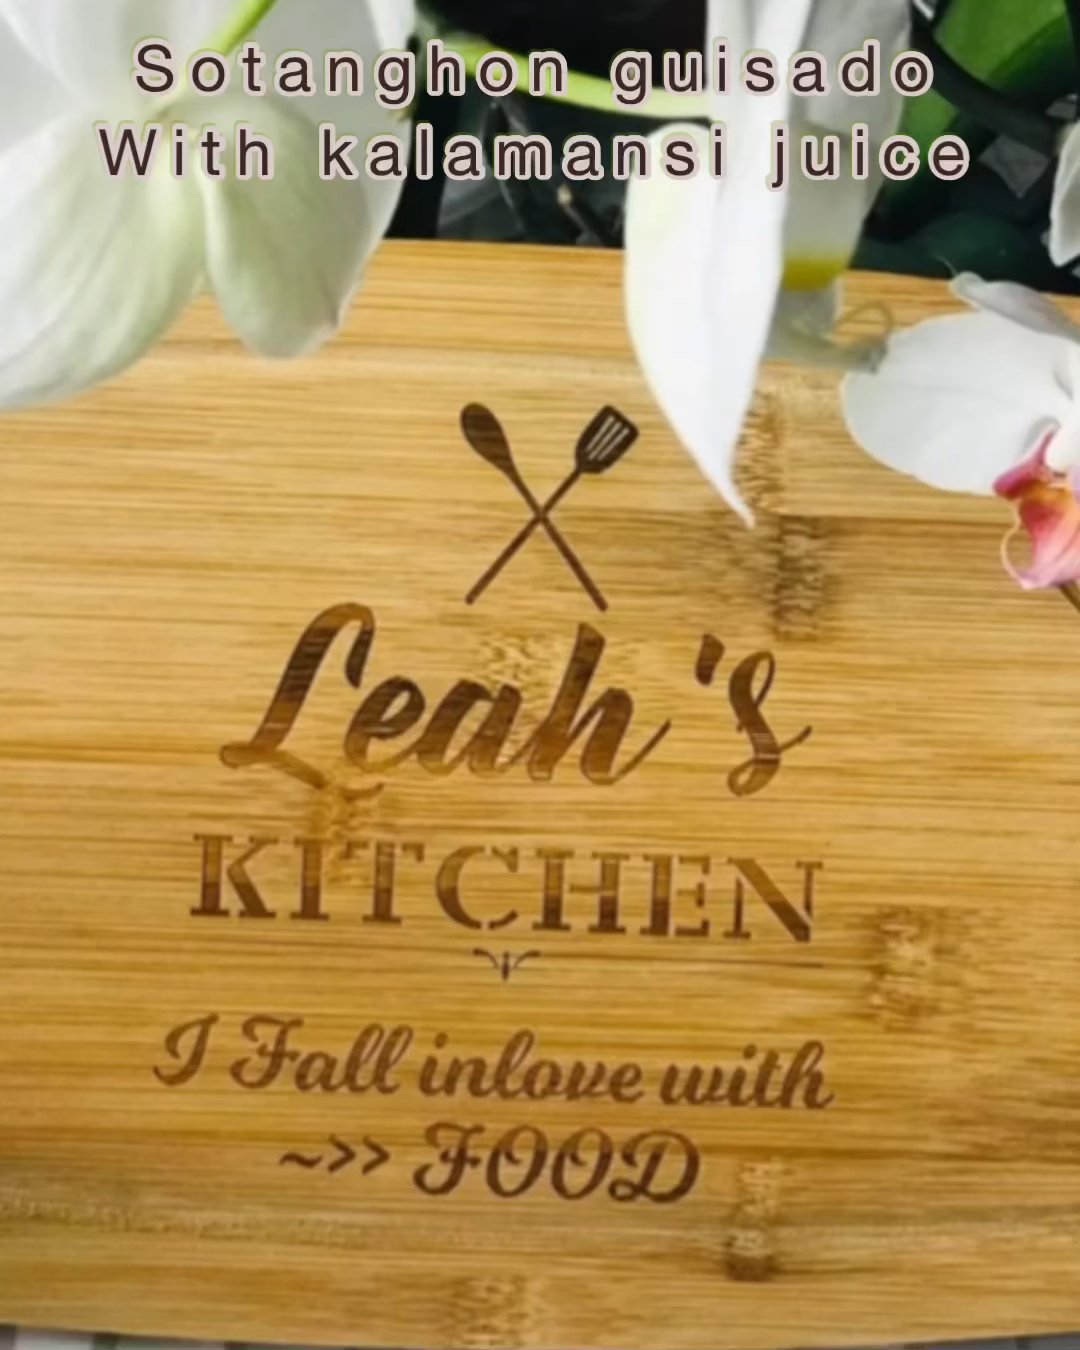 Sotanghon guisado
With kalamansi juice
Leah's
KITCHEN
I Fall inlove with
~>> FOOD